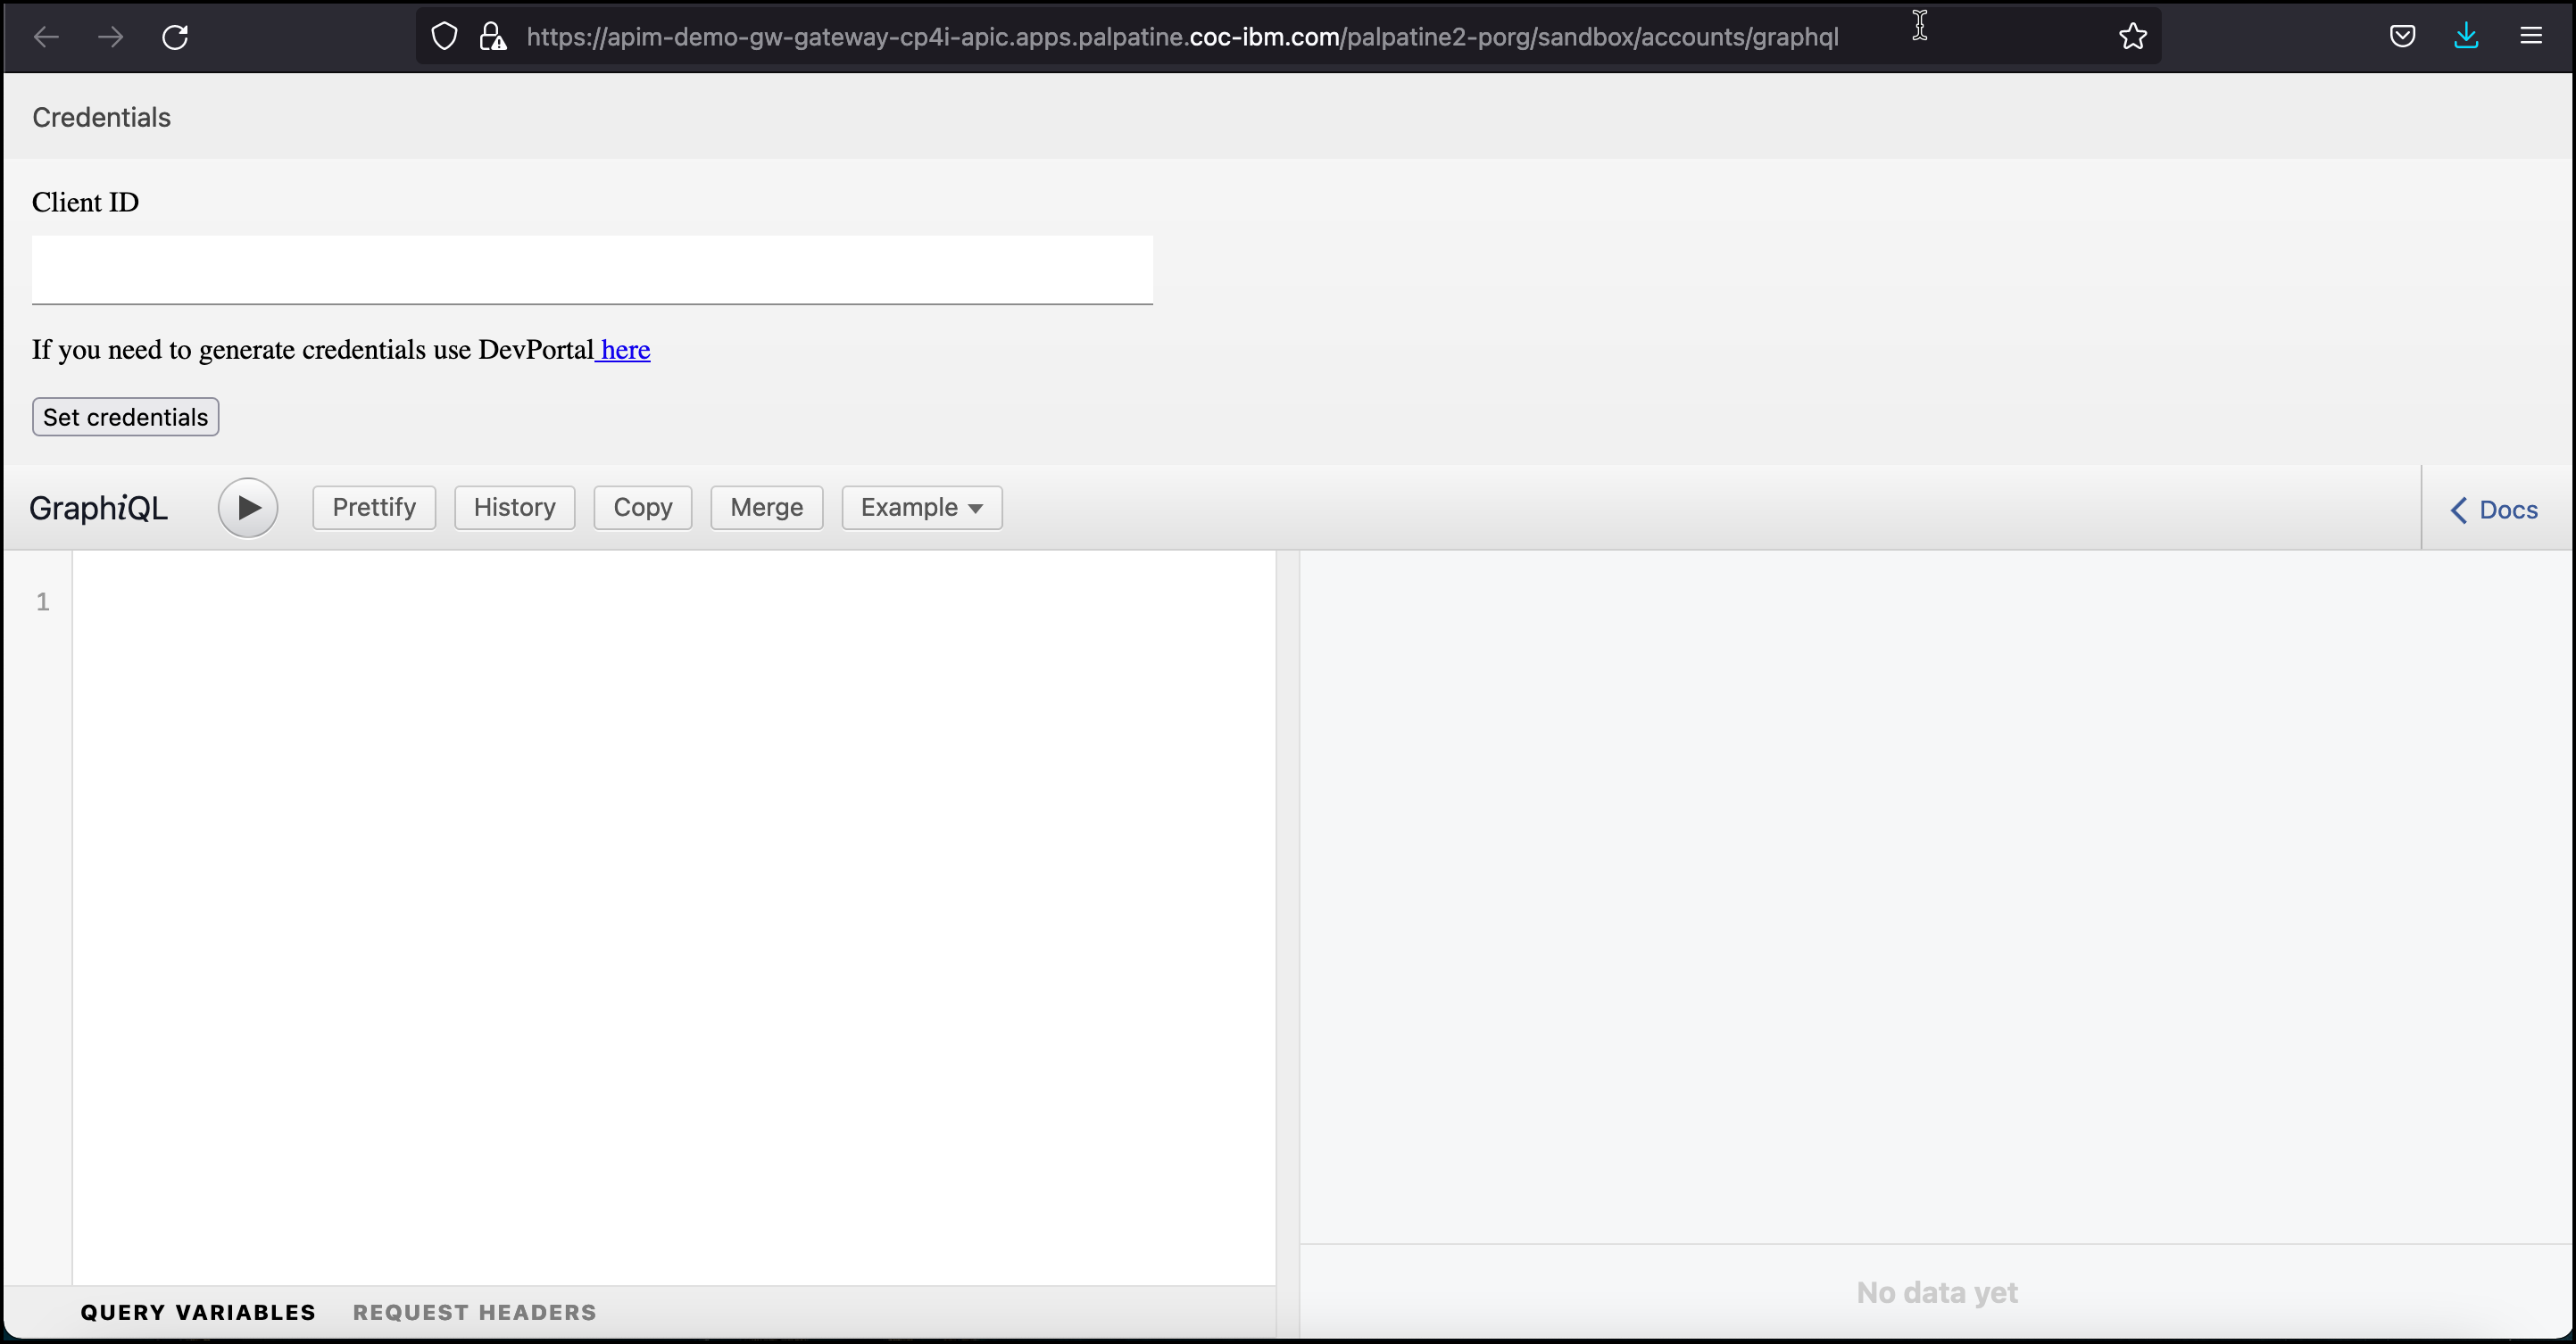 https://apim-demo-gw-gateway-cp4i-apic.apps.palpatine.coc-ibm.com/palpatine2-porg/sandbox/accounts/graphql
Credentials
Client ID
If you need to generate credentials use DevPortal here
Set credentials
GraphiQL Prettify History Copy Merge Example Docs
1
No data yet
QUERY VARIABLES REQUEST HEADERS